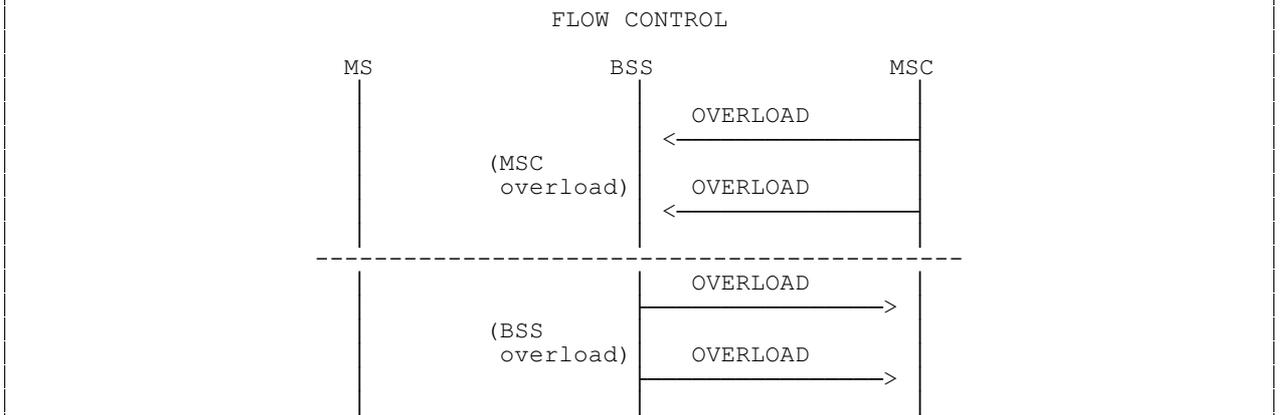 FLOW CONTROL
MS BSS MSC
OVERLOAD
(MSC
overload) OVERLOAD
OVERLOAD
(BSS
overload) OVERLOAD